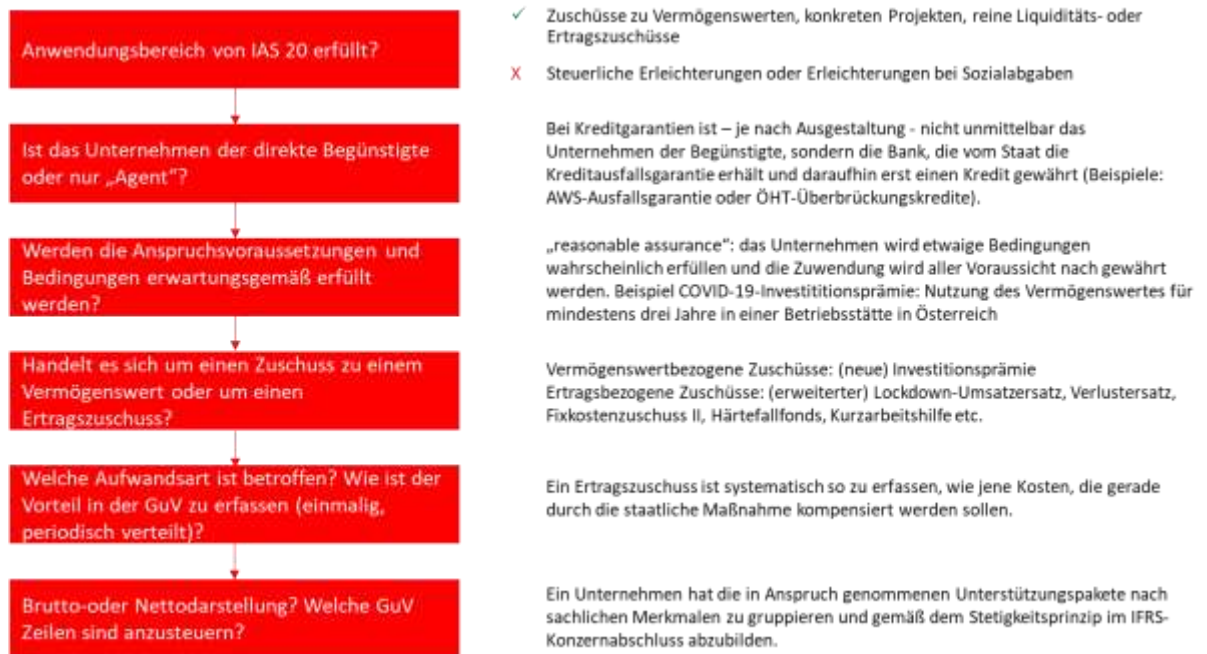 Anwendungsbereich von IAS 20 erfüllt?
✓ Zuschüsse zu Vermögenswerten, konkreten Projekten, reine Liquiditäts- oder
Ertragszuschüsse
X Steuerliche Erleichterungen oder Erleichterungen bei Sozialabgaben
Ist das Unternehmen der direkte Begünstigte
oder nur „Agent"?
Bei Kreditgarantien ist – je nach Ausgestaltung - nicht unmittelbar das
Unternehmen der Begünstigte, sondern die Bank, die vom Staat die
Kreditausfallsgarantie erhält und daraufhin erst einen Kredit gewährt (Beispiele:
AWS-Ausfallsgarantie oder ÖHT-Überbrückungskredite).
Werden die Anspruchsvoraussetzungen und
Bedingungen erwartungsgemäß erfüllt
werden?
„reasonable assurance": das Unternehmen wird etwaige Bedingungen
wahrscheinlich erfüllen und die Zuwendung wird aller Voraussicht nach gewährt
werden. Beispiel COVID-19-Investititionsprämie: Nutzung des Vermögenswertes für
mindestens drei Jahre in einer Betriebsstätte in Österreich
Handelt es sich um einen Zuschuss zu einem
Vermögenswert oder um einen
Ertragszuschuss?
Vermögenswertbezogene Zuschüsse: (neue) Investitionsprämie
Ertragsbezogene Zuschüsse: (erweiterter) Lockdown-Umsatzersatz, Verlustersatz,
Fixkostenzuschuss II, Härtefallfonds, Kurzarbeitshilfe etc.
Welche Aufwandsart ist betroffen? Wie ist der
Vorteil in der GuV zu erfassen (einmalig,
periodisch verteilt)?
Ein Ertragszuschuss ist systematisch so zu erfassen, wie jene Kosten, die gerade
durch die staatliche Maßnahme kompensiert werden sollen.
Brutto-oder Nettodarstellung? Welche GuV
Zeilen sind anzusteuern?
Ein Unternehmen hat die in Anspruch genommenen Unterstützungspakete nach
sachlichen Merkmalen zu gruppieren und gemäß dem Stetigkeitsprinzip im IFRS-
Konzernabschluss abzubilden.